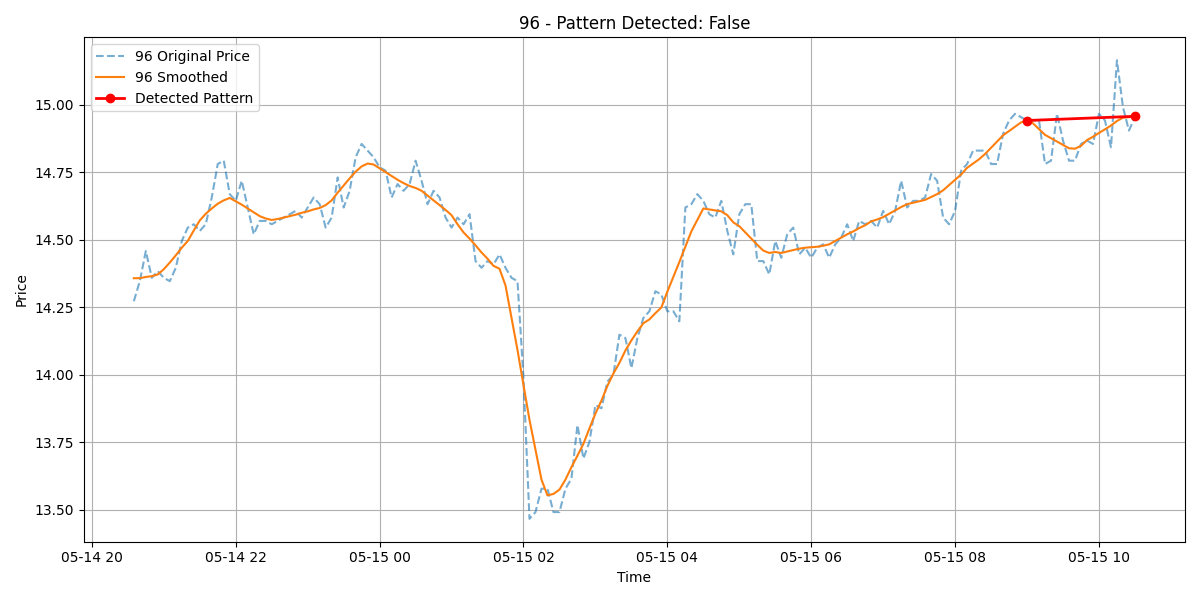 96 - Pattern Detected: False
96 Original Price
96 Smoothed
Detected Pattern
Price
15.00
14.75
14.50
14.25
14.00
13.75
13.50
05-14 20 05-14 22 05-15 00 05-15 02 05-15 04 05-15 06 05-15 08 05-15 10
Time